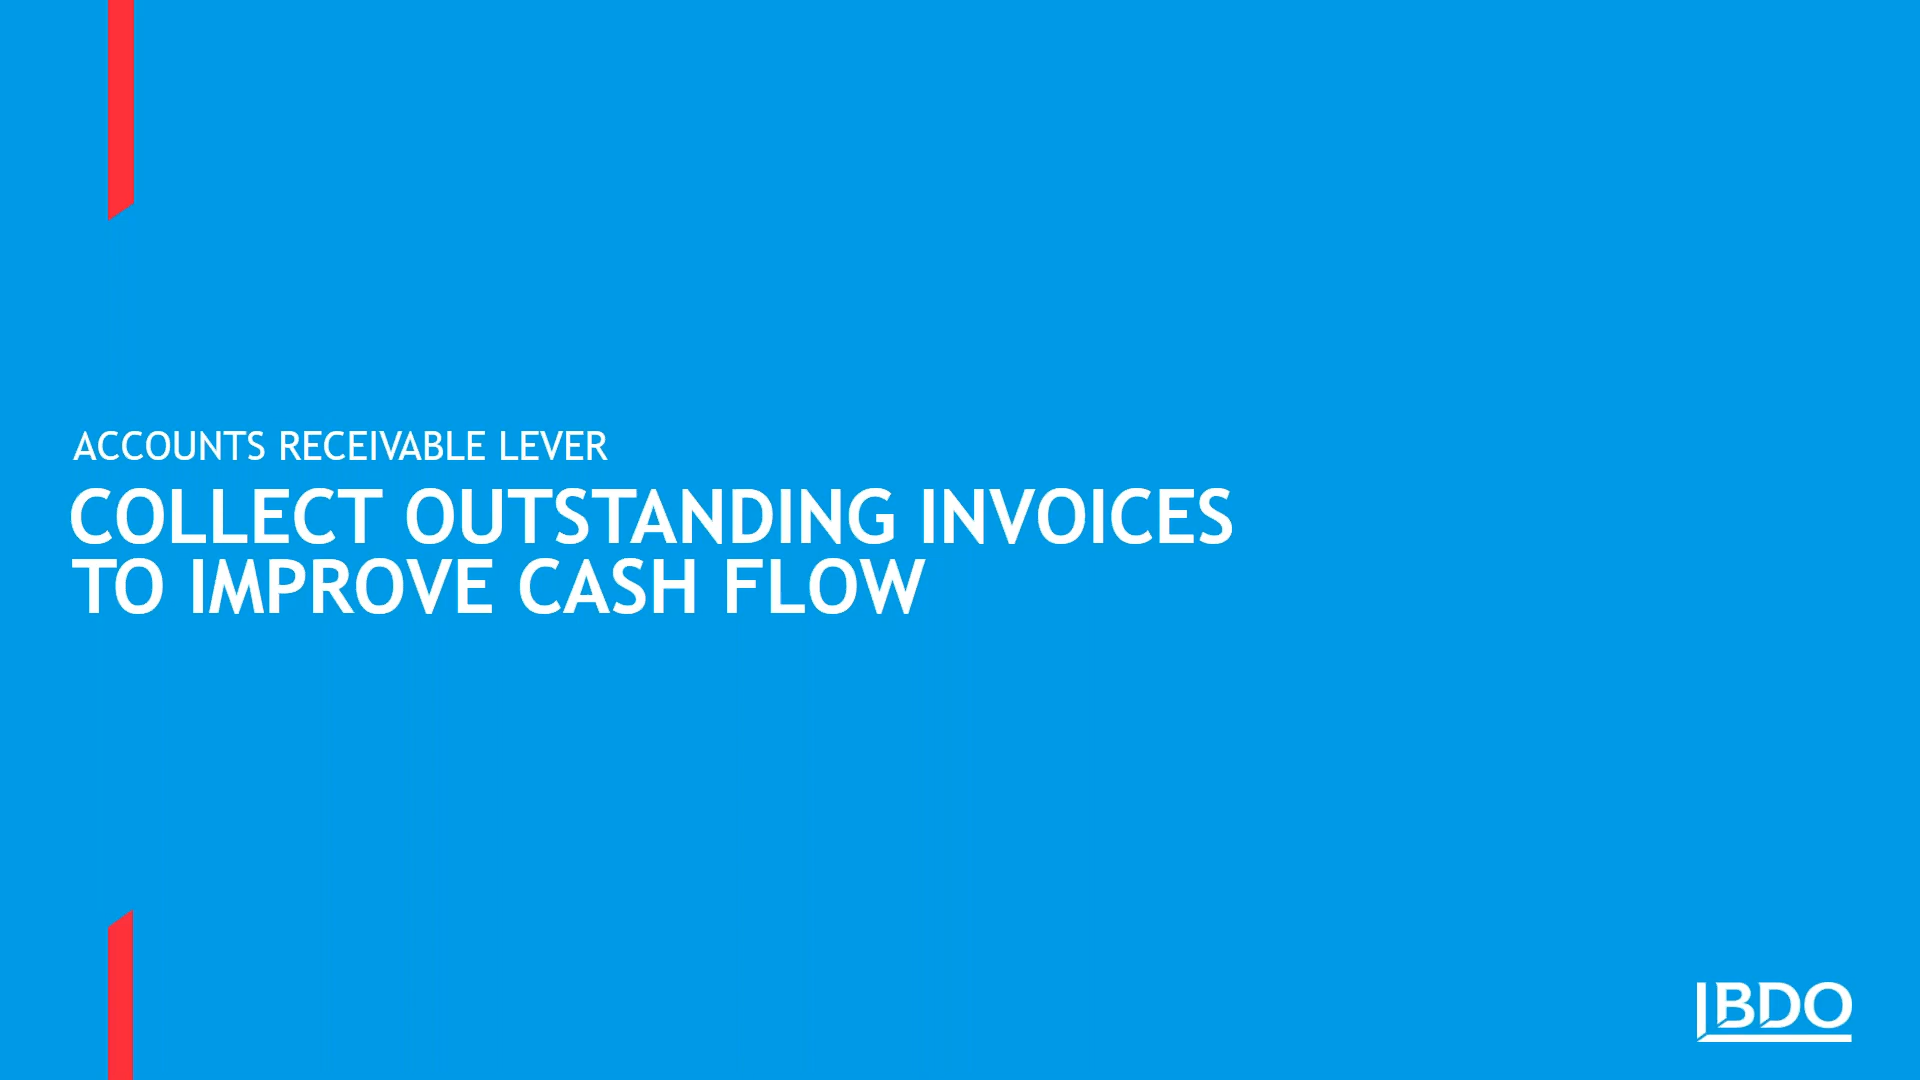 ACCOUNTS RECEIVABLE LEVER
COLLECT OUTSTANDING INVOICES
TO IMPROVE CASH FLOW
BDO